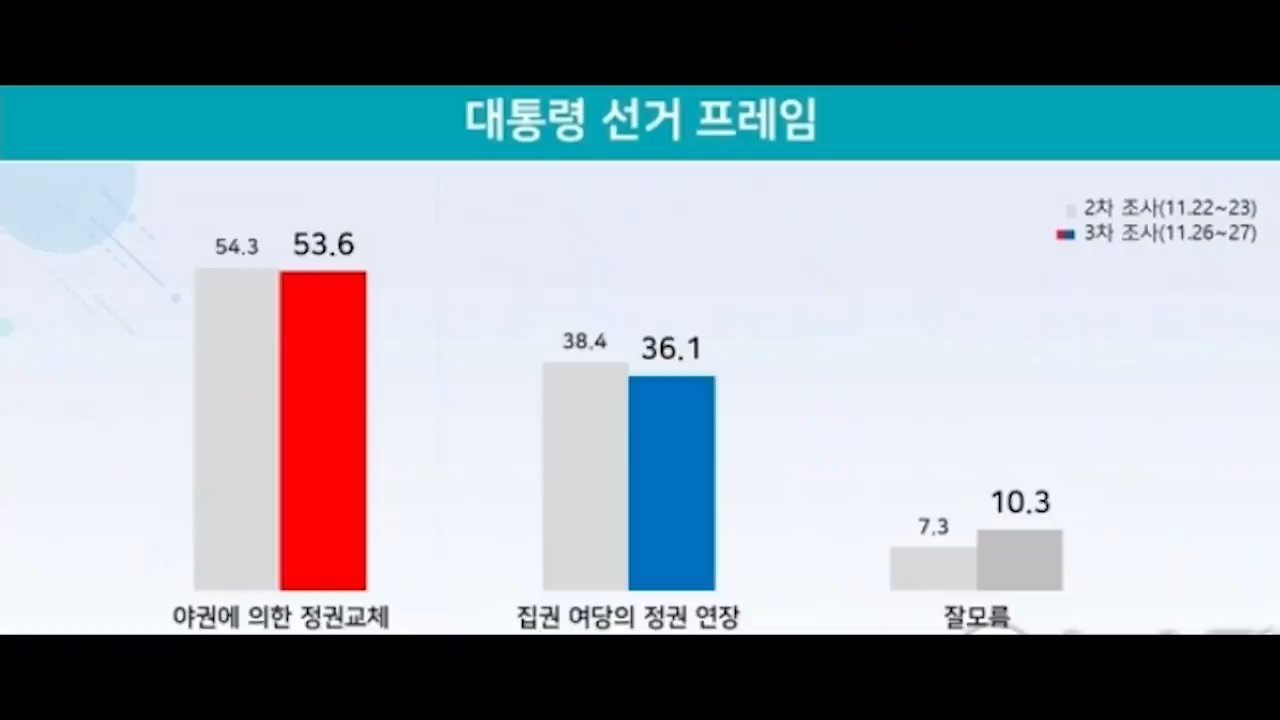 대통령 선거 프레임
2차 조사(11.22~23)
3차 조사(11.26~27)
54.3 53.6
38.4 36.1
7.3 10.3
야권에 의한 정권교체 집권 여당의 정권 연장 잘모름